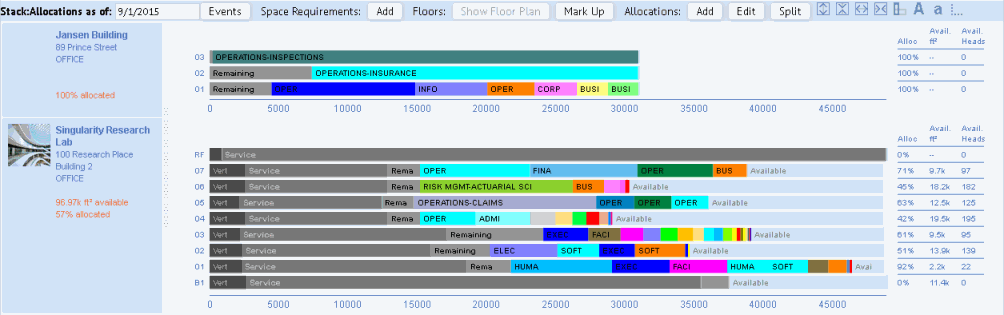 Stack:Allocations as of: 9/1/2015 Events Space Requirements: Add Floors: Show Floor Plan Mark Up Allocations: Add Edit Split A a
Jansen Building
89 Prince Street
OFFICE
100% allocated
Alloc Avail. ft² Avail. Heads
03 OPERATIONS-INSPECTIONS 100% -- 0
02 Remaining OPERATIONS-INSURANCE 100% -- 0
01 Remaining OPER INFO OPER CORP BUSI BUSI 100% -- 0
0 5000 10000 15000 20000 25000 30000 35000 40000 45000
Singularity Research
Lab
100 Research Place
Building 2
OFFICE
96.97k ft² available
57% allocated
Alloc Avail. ft² Avail. Heads
RF Service 0% -- 0
07 Vert Service Rema OPER FINA OPER BUS Available 71% 9.7k 97
06 Vert Service Rema RISK MGMT-ACTUARIAL SCI BUS Available 45% 18.2k 182
05 Vert Service Rema OPERATIONS-CLAIMS OPER OPER OPER Available 63% 12.5k 125
04 Vert Service Rema OPER ADMI Available 42% 19.5k 195
03 Vert Service Remaining EXEC FACI Available 61% 9.5k 95
02 Vert Service Remaining ELEC SOFT EXEC SOFT Available 51% 13.9k 139
01 Vert Service Rema HUMA EXEC FACI HUMA SOFT Avai 92% 2.2k 22
B1 Vert Service Available 0% 11.4k 0
0 5000 10000 15000 20000 25000 30000 35000 40000 45000